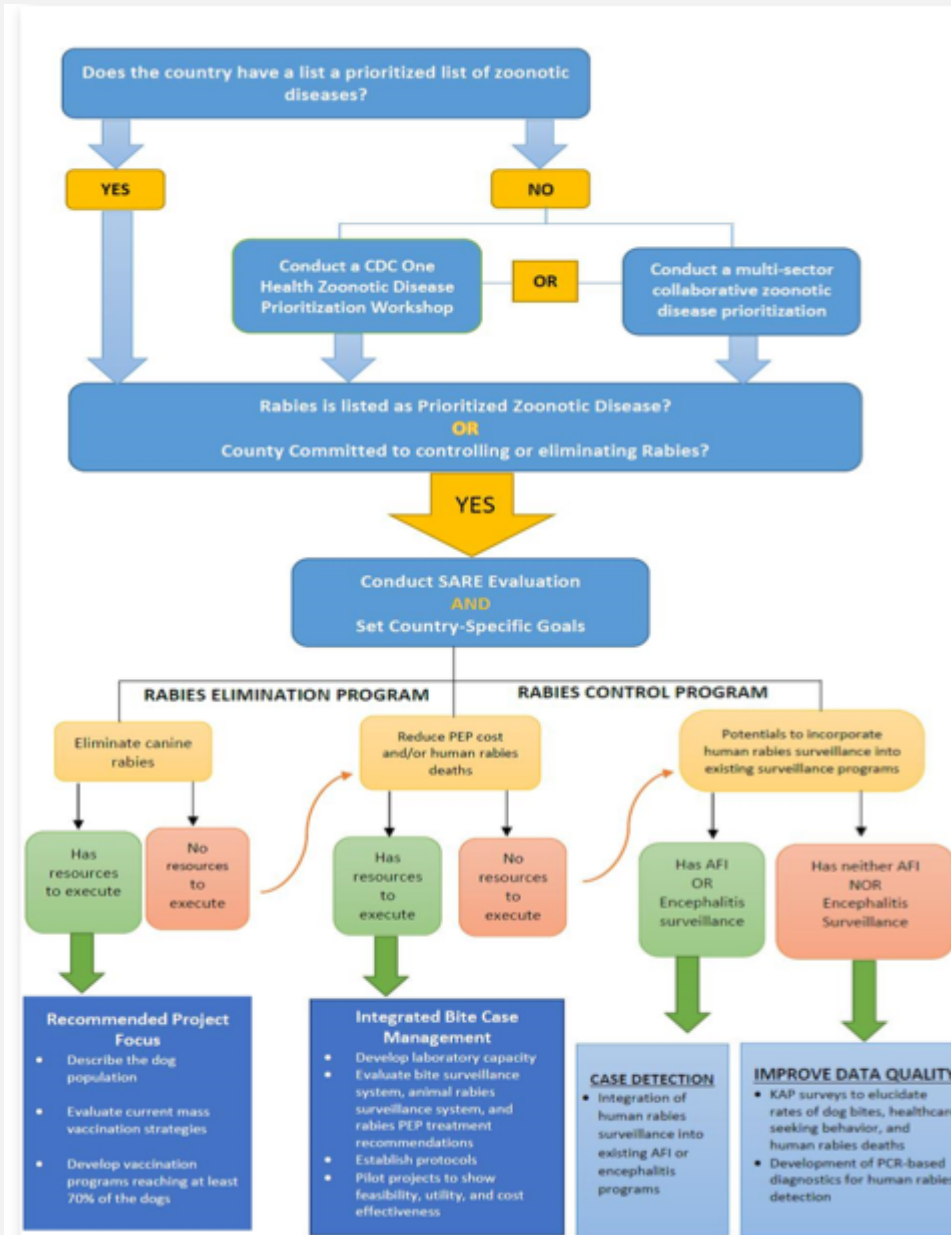 Does the country have a list a prioritized list of zoonotic
diseases?
YES
NO
Conduct a CDC One
Health Zoonotic Disease
Prioritization Workshop
OR
Conduct a multi-sector
collaborative zoonotic
disease prioritization
Rabies is listed as Prioritized Zoonotic Disease?
OR
County Committed to controlling or eliminating Rabies?
YES
Conduct SARE Evaluation
AND
Set Country-Specific Goals
RABIES ELIMINATION PROGRAM
RABIES CONTROL PROGRAM
Eliminate canine
rabies
Reduce PEP cost
and/or human rabies
deaths
Potentials to incorporate
human rabies surveillance into
existing surveillance programs
Has
resources
to execute
No
resources
to
execute
Has
resources
to
execute
No
resources
to
execute
Has AFI
OR
Encephalitis
surveillance
Has neither AFI
NOR
Encephalitis
Surveillance
Recommended Project
Focus
• Describe the dog
population
• Evaluate current mass
vaccination strategies
• Develop vaccination
programs reaching at least
70% of the dogs
Integrated Bite Case
Management
• Develop laboratory capacity
• Evaluate bite surveillance
system, animal rabies
surveillance system, and
rabies PEP treatment
recommendations
• Establish protocols
• Pilot projects to show
feasibility, utility, and cost
effectiveness
CASE DETECTION
• Integration of
human rabies
surveillance into
existing AFI or
encephalitis
programs
IMPROVE DATA QUALITY
• KAP surveys to elucidate
rates of dog bites, healthcar
seeking behavior, and
human rabies deaths
• Development of PCR-based
diagnostics for human rabies
detection